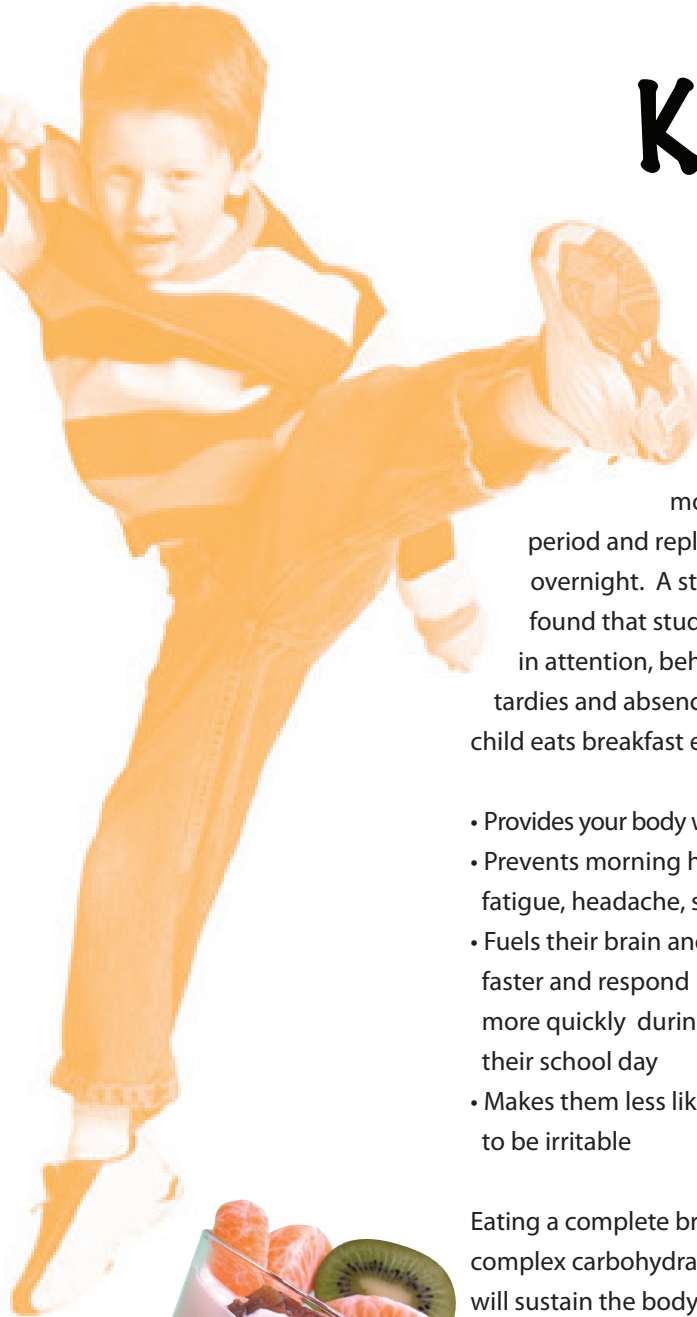 K
mo
period and repl
overnight. A st
found that stud
in attention, beh
tardies and absenc
child eats breakfast e
• Provides your body w
• Prevents morning h
fatigue, headache, s
• Fuels their brain and
faster and respond
more quickly durin
their school day
• Makes them less lik
to be irritable
Eating a complete br
complex carbohydra
will sustain the body